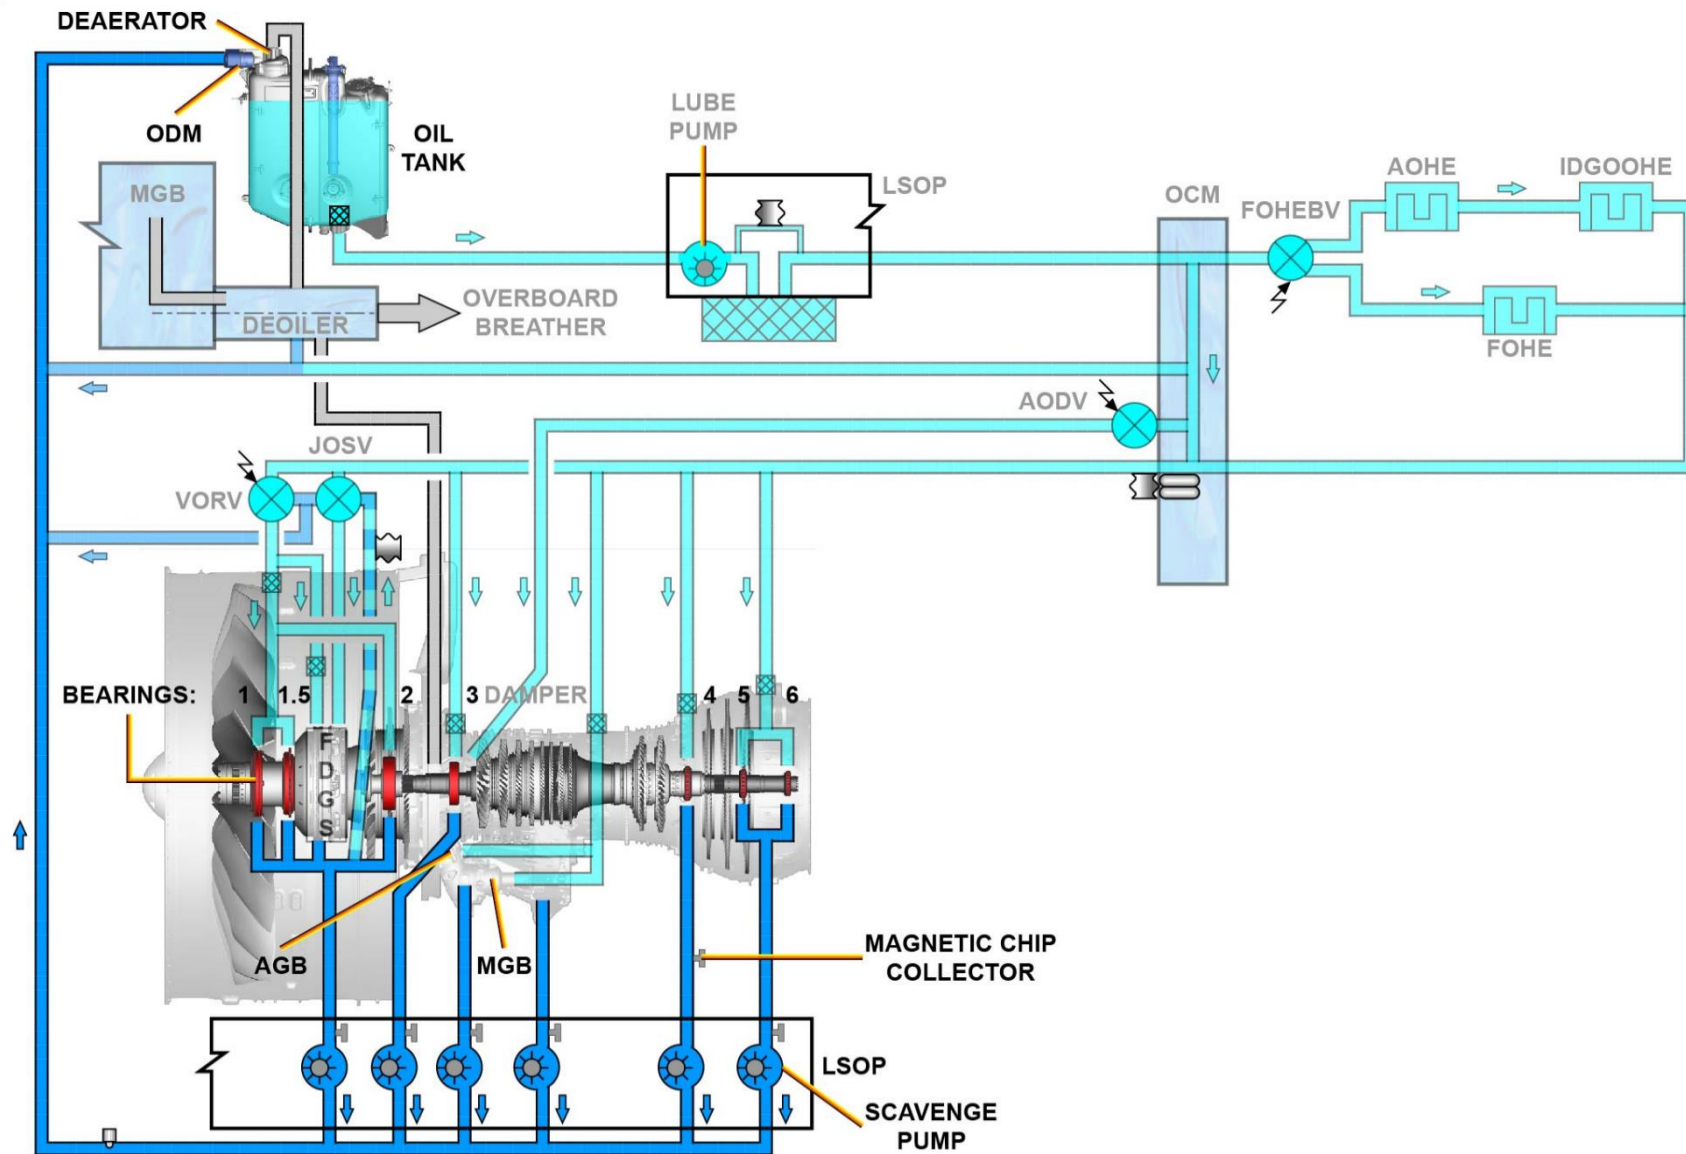 DEAERATOR
ODM
OIL
TANK
MGB
DEOILER
OVERBOARD
BREATHER
LUBE
PUMP
LSOP
OCM
FOHEBV
AOHE
IDGOOHE
FOHE
AODV
JOSV
VORV
BEARINGS:
1
1.5
2
3
DAMPER
4
5
6
F
D
G
S
AGB
MGB
MAGNETIC CHIP
COLLECTOR
LSOP
SCAVENGE
PUMP